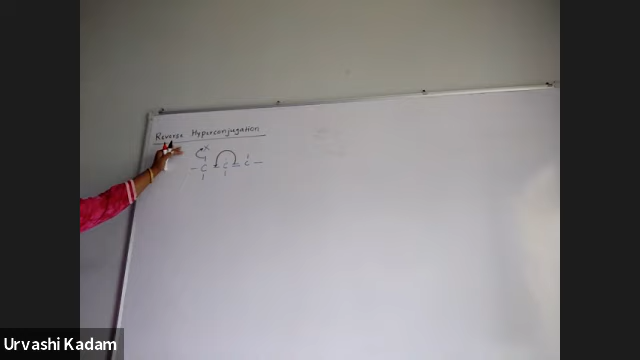 Reverse Hyperconjugation
X
— C — C = C —
Urvashi Kadam